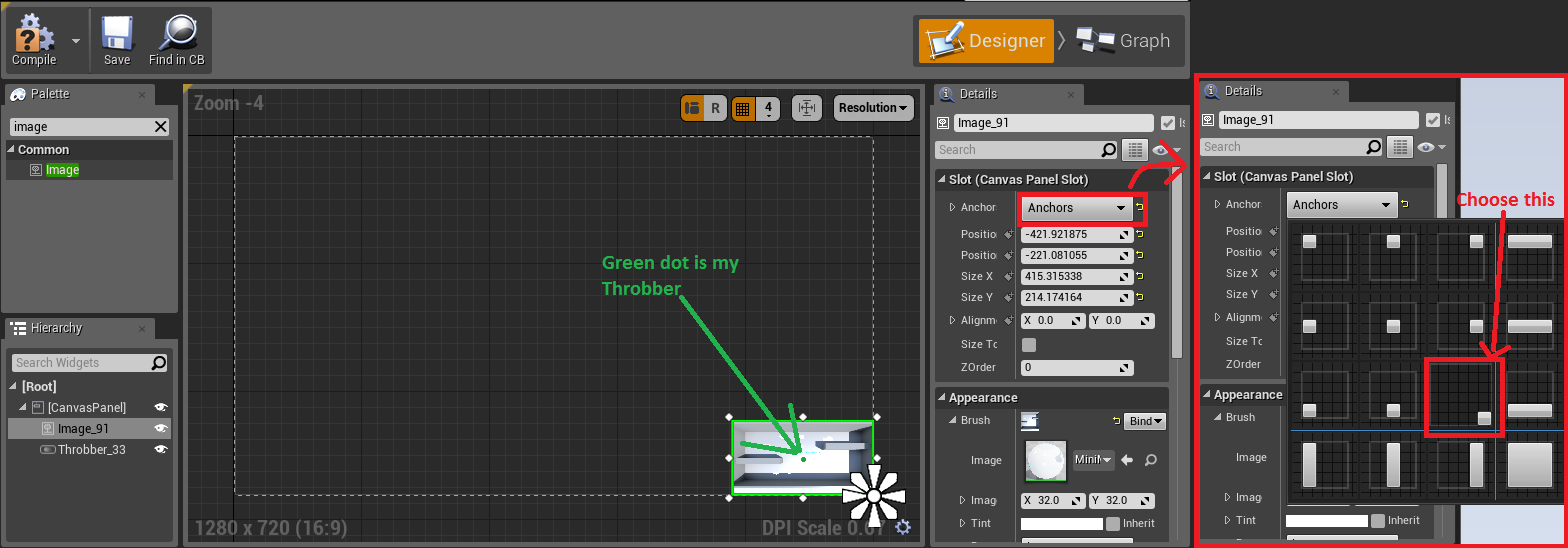 Compile
Save
Find in CB
Designer
Graph
Palette
image
Common
Image
Hierarchy
Search Widgets
[Root]
[CanvasPanel]
Image_91
Throbber_33
Zoom -4
R
4
Resolution
Green dot is my
Throbber
1280 x 720 (16:9)
DPI Scale 0.67
Details
Image_91
Is
Search
Slot (Canvas Panel Slot)
Anchor
Anchors
Positio
-421.921875
Positio
-221.081055
Size X
415.315338
Size Y
214.174164
Alignm
X 0.0
Y 0.0
Size To
ZOrder
0
Appearance
Brush
Bind
Image
MiniM
Imag
X 32.0
Y 32.0
Tint
Inherit
Details
Image_91
Is
Search
Slot (Canvas Panel Slot)
Choose this
Anchor
Anchors
Positio
Positio
Size X
Size Y
Alignm
Size To
ZOrder
Appearance
Brush
Image
Imag
Tint
Inherit